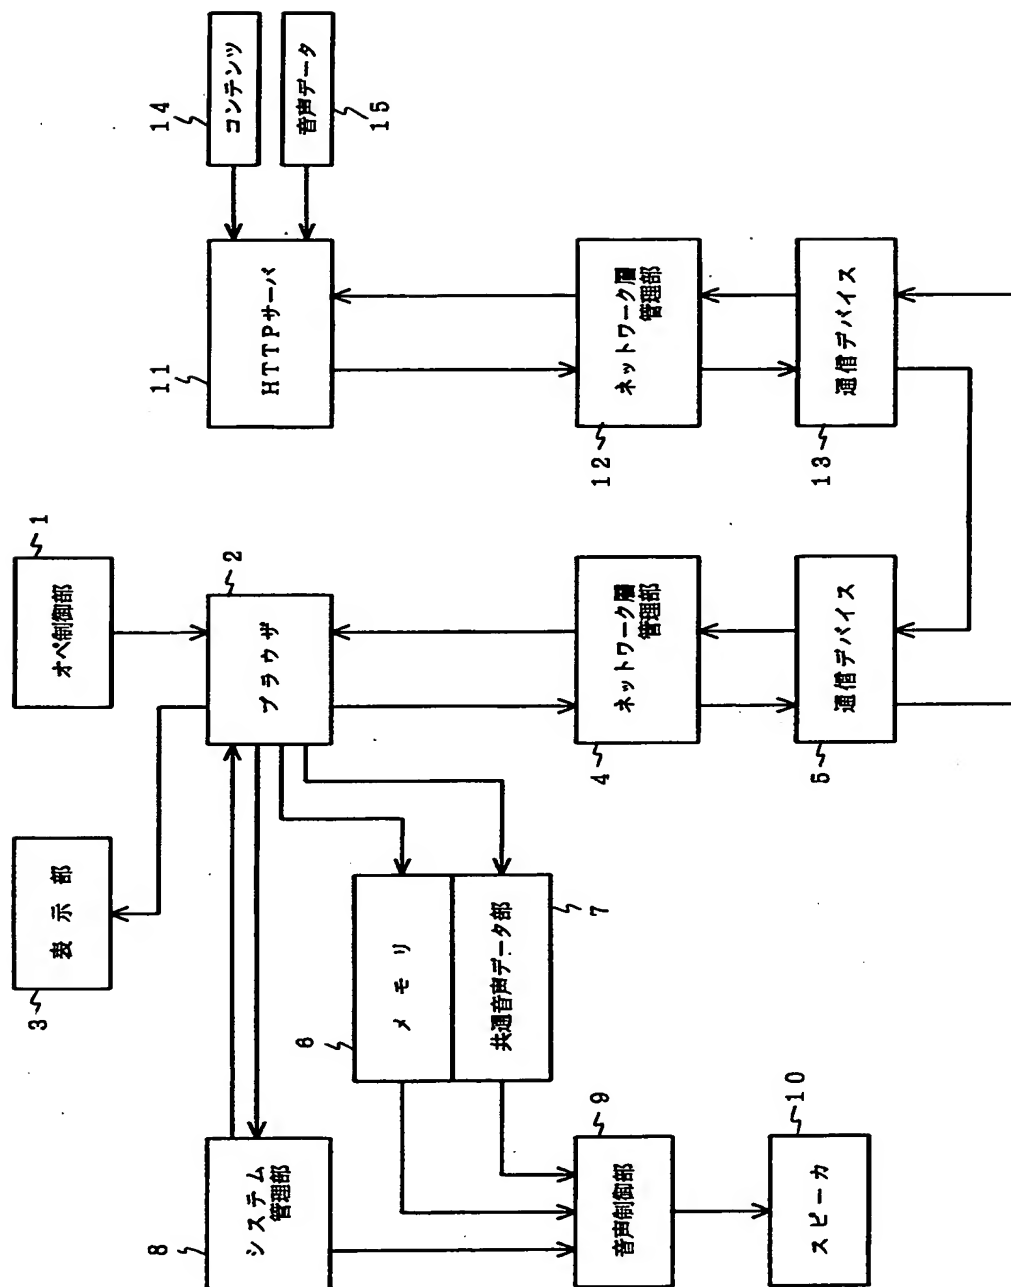 1
オペ制御部
3
表示部
2
ブラウザ
8
システム
管理部
6
メモリ
共通音声データ部
7
9
音声制御部
10
スピーカ
4
ネットワーク層
管理部
5
通信デバイス
11
HTTPサーバ
14
コンテンツ
音声データ
15
12
ネットワーク層
管理部
13
通信デバイス